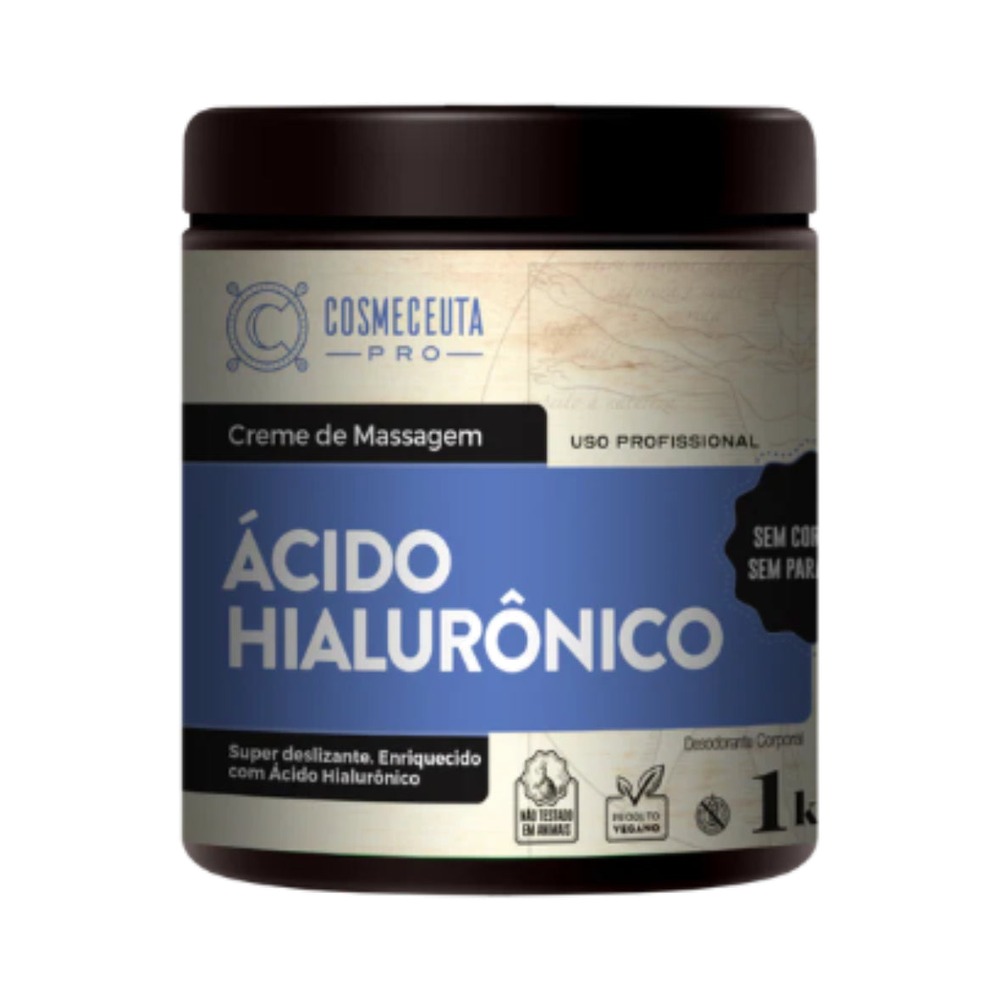 COSMECEUTA
PRO
Creme de Massagem
USO PROFISSIONAL
ÁCIDO
HIALURÔNICO
SEM COR
SEM PARA
Super deslizante. Enriquecido
com Ácido Hialurônico
NÃO TESTADO
EM ANIMAIS
PRODUTO
VEGANO
Desodorante Corporal
1k